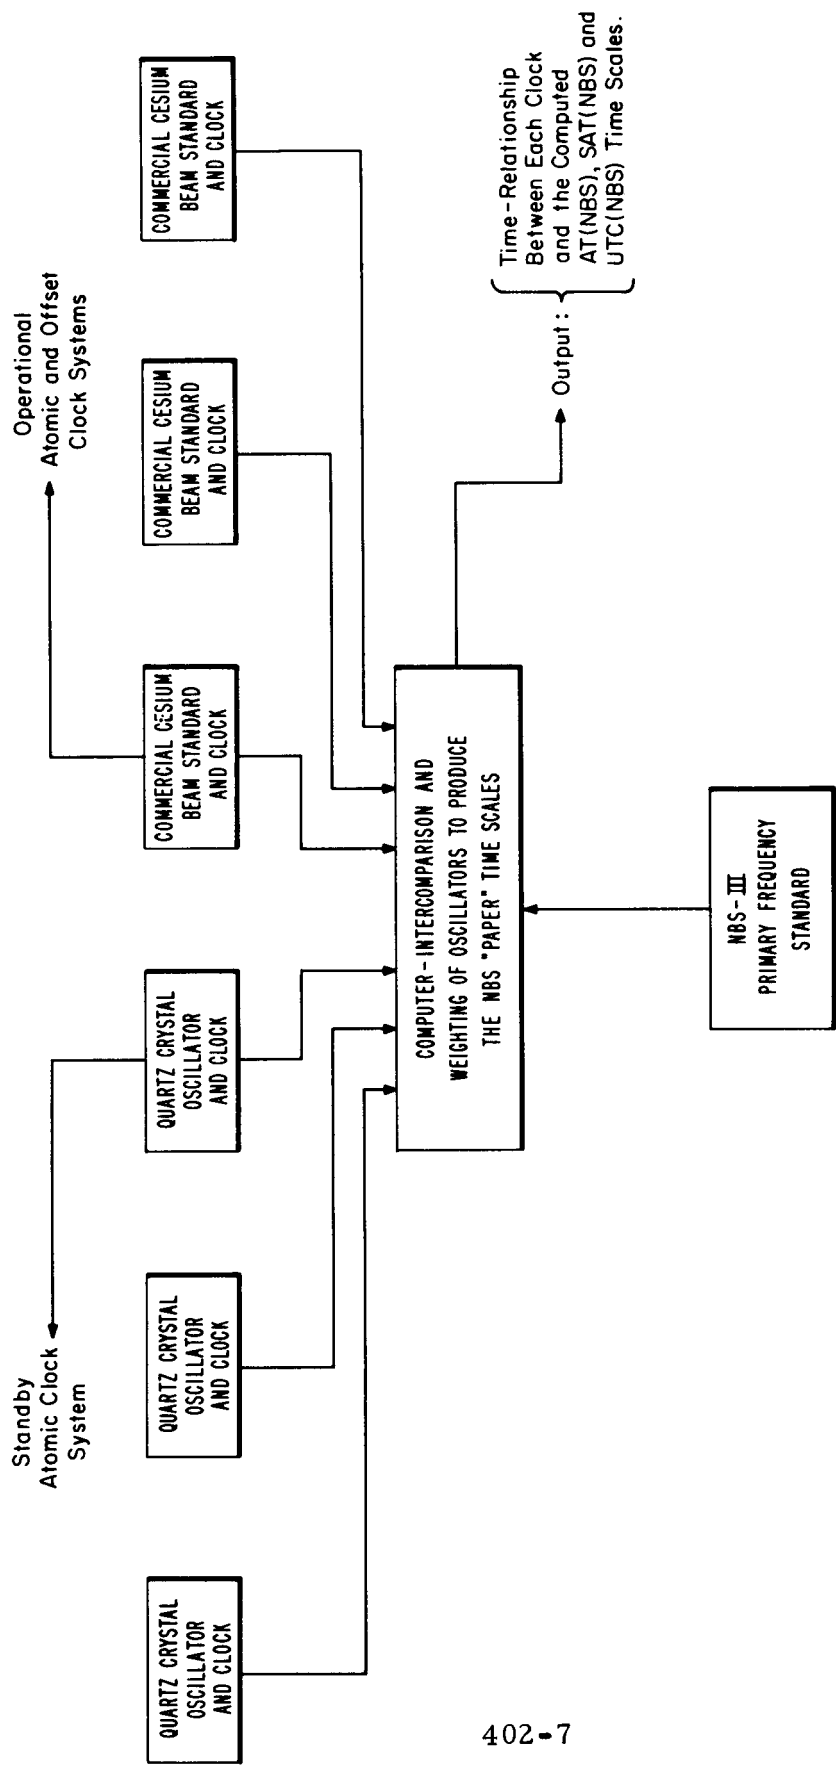 Standby
Atomic Clock
System
Operational
Atomic and Offset
Clock Systems
QUARTZ CRYSTAL
OSCILLATOR
AND CLOCK
QUARTZ CRYSTAL
OSCILLATOR
AND CLOCK
QUARTZ CRYSTAL
OSCILLATOR
AND CLOCK
COMMERCIAL CESIUM
BEAM STANDARD
AND CLOCK
COMMERCIAL CESIUM
BEAM STANDARD
AND CLOCK
COMMERCIAL CESIUM
BEAM STANDARD
AND CLOCK
COMPUTER-INTERCOMPARISON AND
WEIGHTING OF OSCILLATORS TO PRODUCE
THE NBS "PAPER" TIME SCALES
Output:
Time-Relationship
Between Each Clock
and the Computed
AT(NBS), SAT(NBS) and
UTC(NBS) Time Scales.
NBS-III
PRIMARY FREQUENCY
STANDARD
402-7